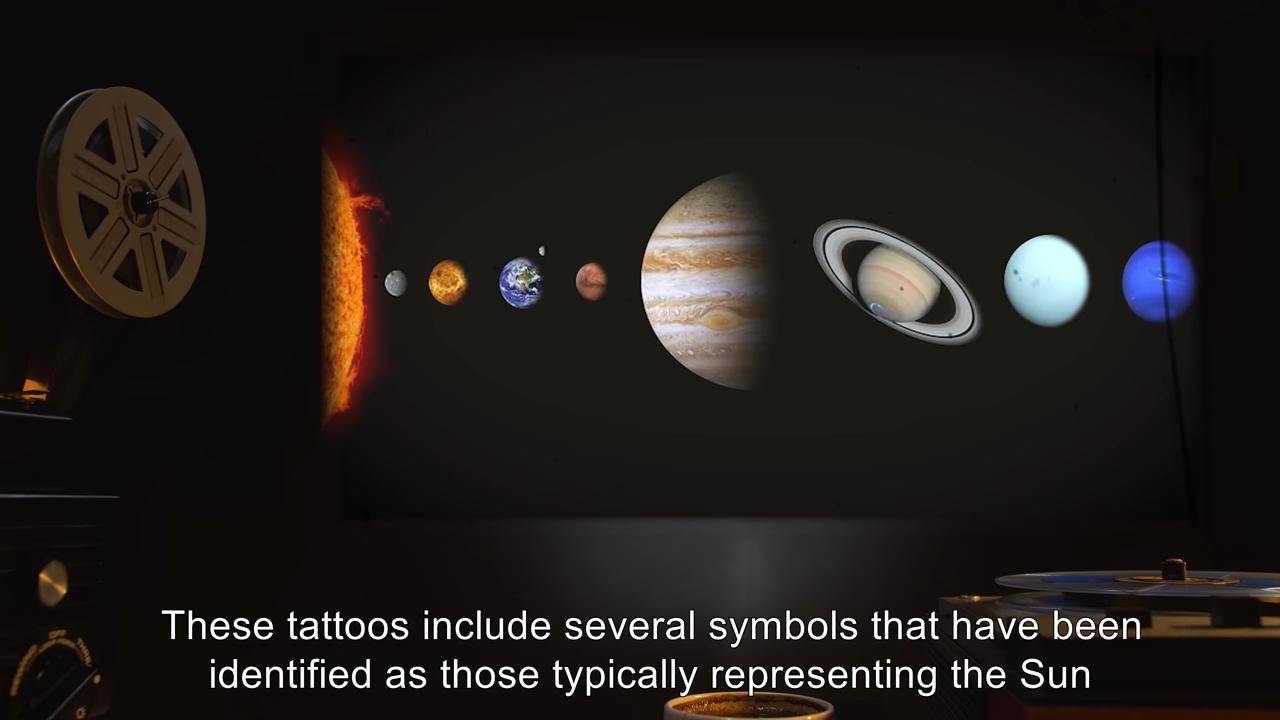 These tattoos include several symbols that have been
identified as those typically representing the Sun